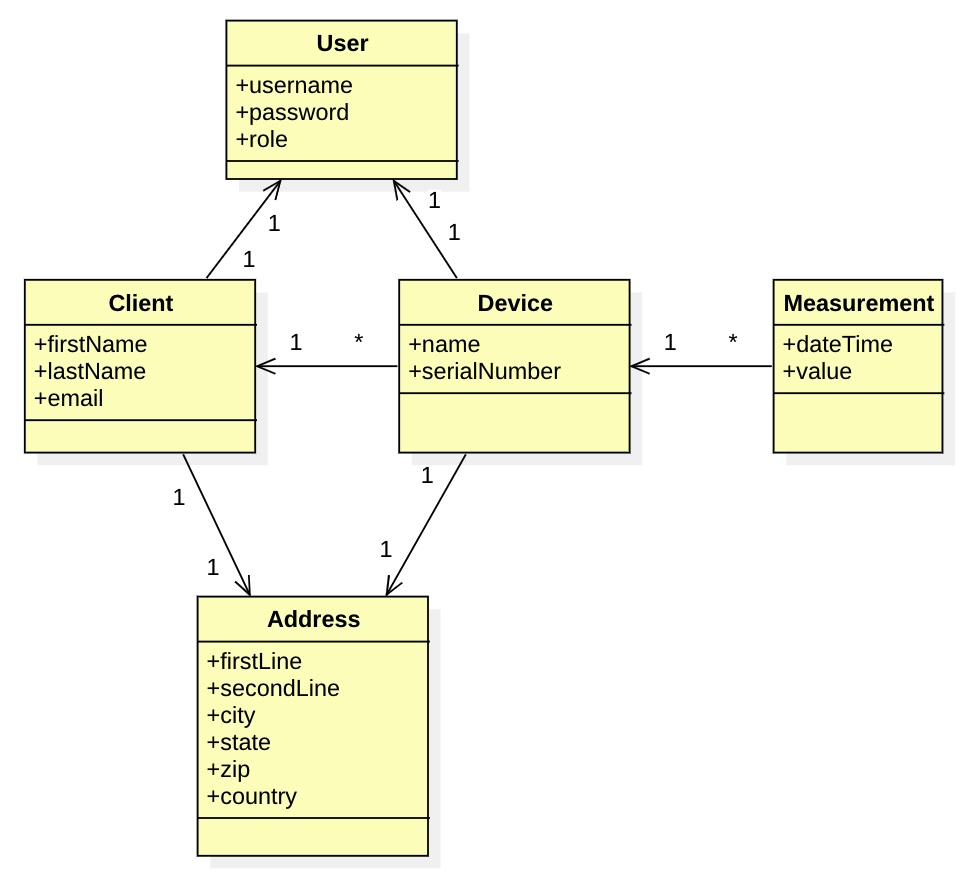 User
+username
+password
+role
1
1
1
1
Client
+firstName
+lastName
+email
1
*
Device
+name
+serialNumber
1
*
Measurement
+dateTime
+value
1
1
1
1
Address
+firstLine
+secondLine
+city
+state
+zip
+country